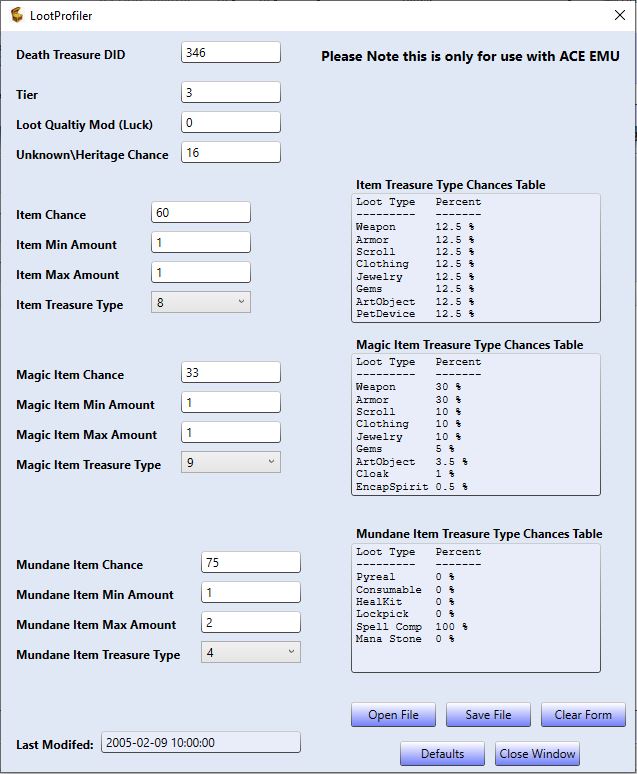 LootProfiler
Death Treasure DID 346
Please Note this is only for use with ACE EMU
Tier 3
Loot Qualtiy Mod (Luck) 0
Unknown\Heritage Chance 16
Item Chance 60
Item Min Amount 1
Item Max Amount 1
Item Treasure Type 8
Item Treasure Type Chances Table
Loot Type Percent
--------- -------
Weapon 12.5 %
Armor 12.5 %
Scroll 12.5 %
Clothing 12.5 %
Jewelry 12.5 %
Gems 12.5 %
ArtObject 12.5 %
PetDevice 12.5 %
Magic Item Chance 33
Magic Item Min Amount 1
Magic Item Max Amount 1
Magic Item Treasure Type 9
Magic Item Treasure Type Chances Table
Loot Type Percent
--------- -------
Weapon 30 %
Armor 30 %
Scroll 10 %
Clothing 10 %
Jewelry 10 %
Gems 5 %
ArtObject 3.5 %
Cloak 1 %
EncapSpirit 0.5 %
Mundane Item Chance 75
Mundane Item Min Amount 1
Mundane Item Max Amount 2
Mundane Item Treasure Type 4
Mundane Item Treasure Type Chances Table
Loot Type Percent
--------- -------
Pyreal 0 %
Consumable 0 %
HealKit 0 %
Lockpick 0 %
Spell Comp 100 %
Mana Stone 0 %
Open File Save File Clear Form
Last Modifed: 2005-02-09 10:00:00
Defaults Close Window